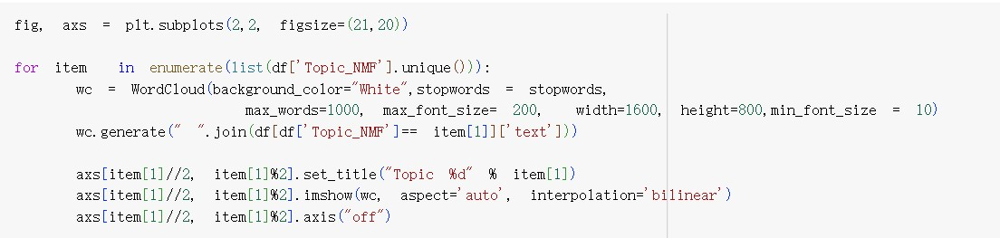 fig, axs = plt.subplots(2,2, figsize=(21,20))
for item in enumerate(list(df['Topic_NMF'].unique())):
wc = WordCloud(background_color="White",stopwords = stopwords,
max_words=1000, max_font_size= 200, width=1600, height=800,min_font_size = 10)
wc.generate(" ".join(df[df['Topic_NMF']== item[1]]['text']))
axs[item[1]//2, item[1]%2].set_title("Topic %d" % item[1])
axs[item[1]//2, item[1]%2].imshow(wc, aspect='auto', interpolation='bilinear')
axs[item[1]//2, item[1]%2].axis("off")